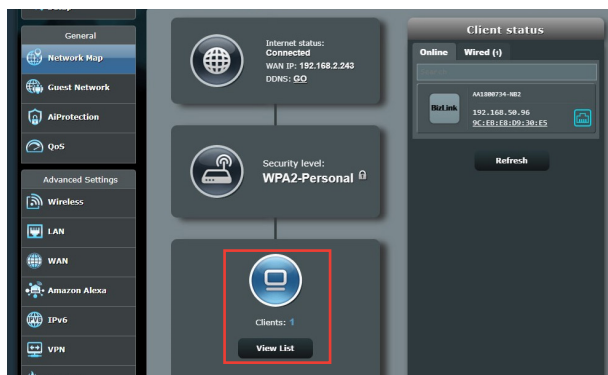 General
Network Map
Guest Network
AiProtection
QoS
Advanced Settings
Wireless
LAN
WAN
Amazon Alexa
IPv6
IPV6
VPN
Internet status:
Connected
WAN IP: 192.168.2.243
DDNS: GO
Security level:
WPA2-Personal
Clients: 1
View List
Client status
Online Wired (1)
BizLink
AA1800734-NB2
192.168.50.96
9C:EB:E8:D9:30:E5
Refresh